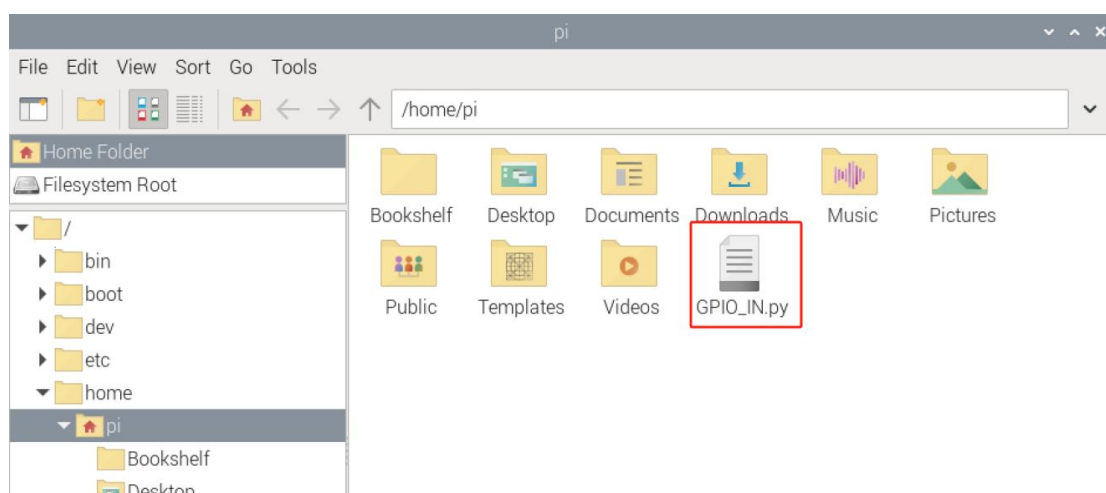 pi
File Edit View Sort Go Tools
/home/pi
Home Folder
Filesystem Root
/
bin
boot
dev
etc
home
pi
Bookshelf
Desktop
Bookshelf Desktop Documents Downloads Music Pictures
Public Templates Videos GPIO_IN.py